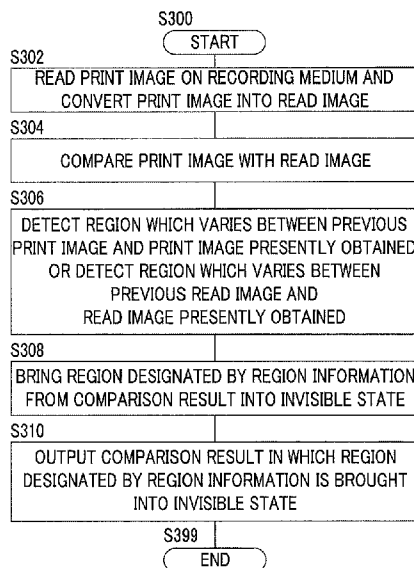 S300
START
S302
READ PRINT IMAGE ON RECORDING MEDIUM AND
CONVERT PRINT IMAGE INTO READ IMAGE
S304
COMPARE PRINT IMAGE WITH READ IMAGE
S306
DETECT REGION WHICH VARIES BETWEEN PREVIOUS
PRINT IMAGE AND PRINT IMAGE PRESENTLY OBTAINED
OR DETECT REGION WHICH VARIES BETWEEN
PREVIOUS READ IMAGE AND
READ IMAGE PRESENTLY OBTAINED
S308
BRING REGION DESIGNATED BY REGION INFORMATION
FROM COMPARISON RESULT INTO INVISIBLE STATE
S310
OUTPUT COMPARISON RESULT IN WHICH REGION
DESIGNATED BY REGION INFORMATION IS BROUGHT
INTO INVISIBLE STATE
S399
END